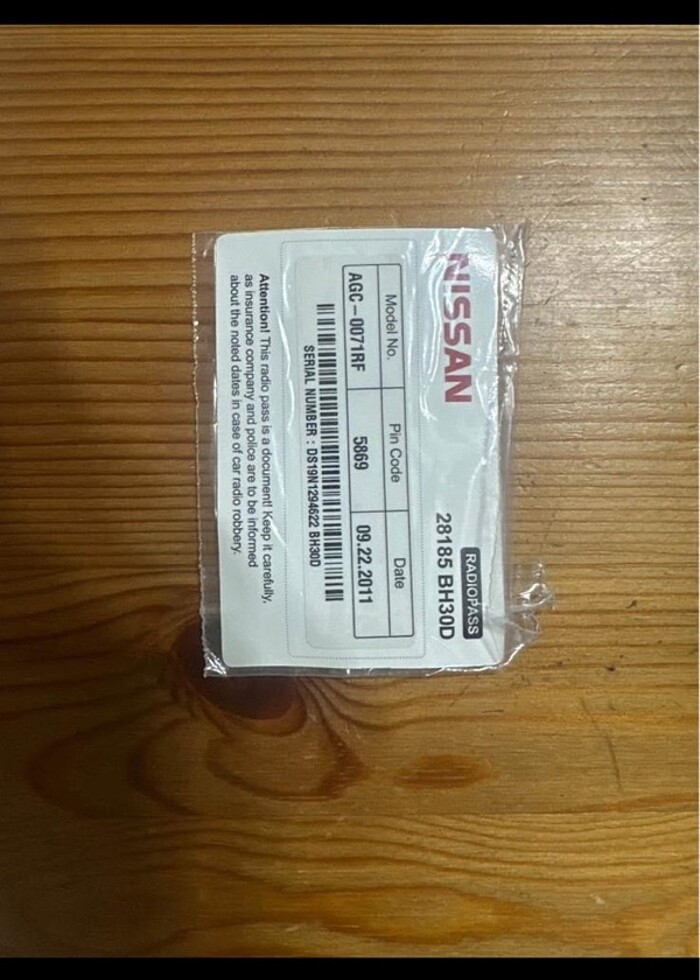 NISSAN
RADIOPASS
28185 BH30D
Model No. Pin Code Date
AGC-0071RF 5869 09.22.2011
SERIAL NUMBER : DS19N1294622 BH30D
Attention! This radio pass is a document! Keep it carefully,
as insurance company and police are to be informed
about the noted dates in case of car radio robbery.